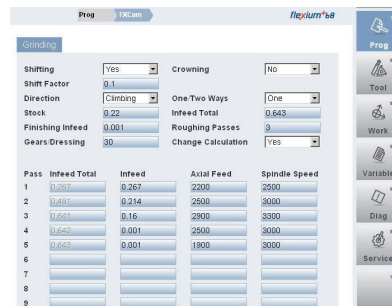 Prog FXCam flexium+68
Grinding
Shifting Yes Crowning No
Shift Factor 0.1
Direction Climbing One/Two Ways One
Stock 0.22 Infeed Total 0.643
Finishing Infeed 0.001 Roughing Passes 3
Gears/Dressing 30 Change Calculation Yes
Pass Infeed Total Infeed Axial Feed Spindle Speed
1 0.267 0.267 2200 2500
2 0.481 0.214 2500 3000
3 0.641 0.16 2900 3300
4 0.642 0.001 2500 3000
5 0.643 0.001 1900 3000
6
7
8
9
Prog
Tool
Work
Variable
Diag
Service